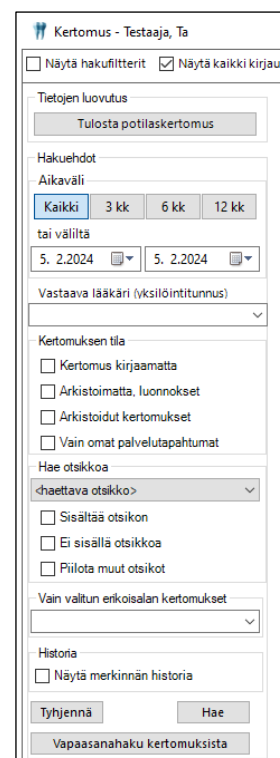 Kertomus - Testaaja, Ta
Näytä hakufiltterit Näytä kaikki kirjau
Tietojen luovutus
Tulosta potilaskertomus
Hakuehdot
Aikaväli
Kaikki 3 kk 6 kk 12 kk
tai väliltä
5. 2.2024 5. 2.2024
Vastaava lääkäri (yksilöintitunnus)
Kertomuksen tila
Kertomus kirjaamatta
Arkistoimatta, luonnokset
Arkistoidut kertomukset
Vain omat palvelutapahtumat
Hae otsikkoa
<haettava otsikko>
Sisältää otsikon
Ei sisällä otsikkoa
Piilota muut otsikot
Vain valitun erikoisalan kertomukset
Historia
Näytä merkinnän historia
Tyhjennä Hae
Vapaasanahaku kertomuksista